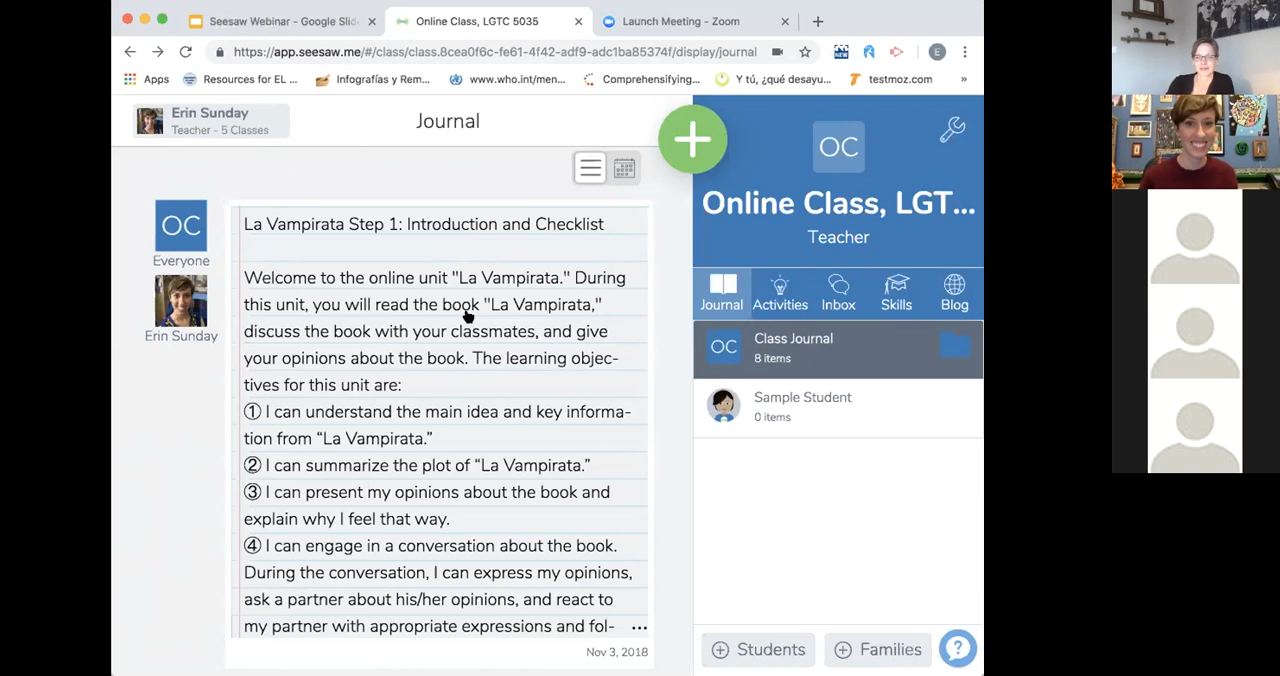 Seesaw Webinar - Google Slid
Online Class, LGTC 5035
Launch Meeting - Zoom
https://app.seesaw.me/#/class/class.8cea0f6c-fe61-4f42-adf9-adc1ba85374f/display/journal
NEW
E
Apps
Resources for EL ...
Infografías y Rem...
www.who.int/men...
Comprehensifying...
Y tú, ¿qué desayu...
testmoz.com
»
Erin Sunday
Teacher - 5 Classes
Journal
OC
Everyone
Erin Sunday
La Vampirata Step 1: Introduction and Checklist
Welcome to the online unit "La Vampirata." During
this unit, you will read the book "La Vampirata,"
discuss the book with your classmates, and give
your opinions about the book. The learning objec-
tives for this unit are:
① I can understand the main idea and key informa-
tion from “La Vampirata.”
② I can summarize the plot of “La Vampirata.”
③ I can present my opinions about the book and
explain why I feel that way.
④ I can engage in a conversation about the book.
During the conversation, I can express my opinions,
ask a partner about his/her opinions, and react to
my partner with appropriate expressions and fol-
...
Nov 3, 2018
OC
Online Class, LGT...
Teacher
Journal
Activities
Inbox
Skills
Blog
OC
Class Journal
8 items
Sample Student
0 items
Students
Families
?